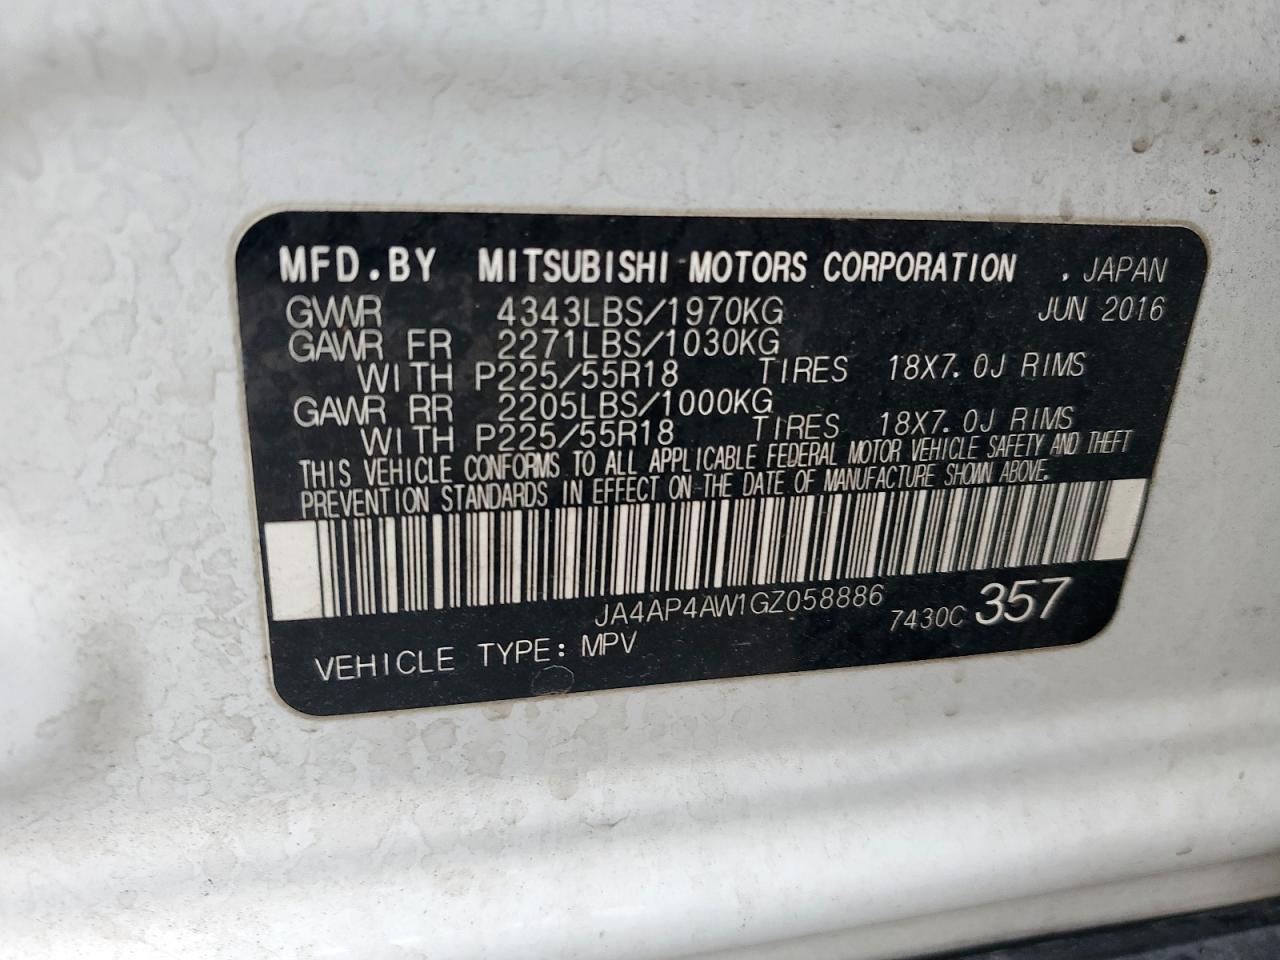 MFD.BY MITSUBISHI MOTORS CORPORATION . JAPAN
GVWR 4343LBS/1970KG JUN 2016
GAWR FR 2271LBS/1030KG
WITH P225/55R18 TIRES 18X7.0J RIMS
GAWR RR 2205LBS/1000KG
WITH P225/55R18 TIRES 18X7.0J RIMS
THIS VEHICLE CONFORMS TO ALL APPLICABLE FEDERAL MOTOR VEHICLE SAFETY AND THEFT
PREVENTION STANDARDS IN EFFECT ON THE DATE OF MANUFACTURE SHOWN ABOVE.
JA4AP4AW1GZ058886 7430C 357
VEHICLE TYPE: MPV